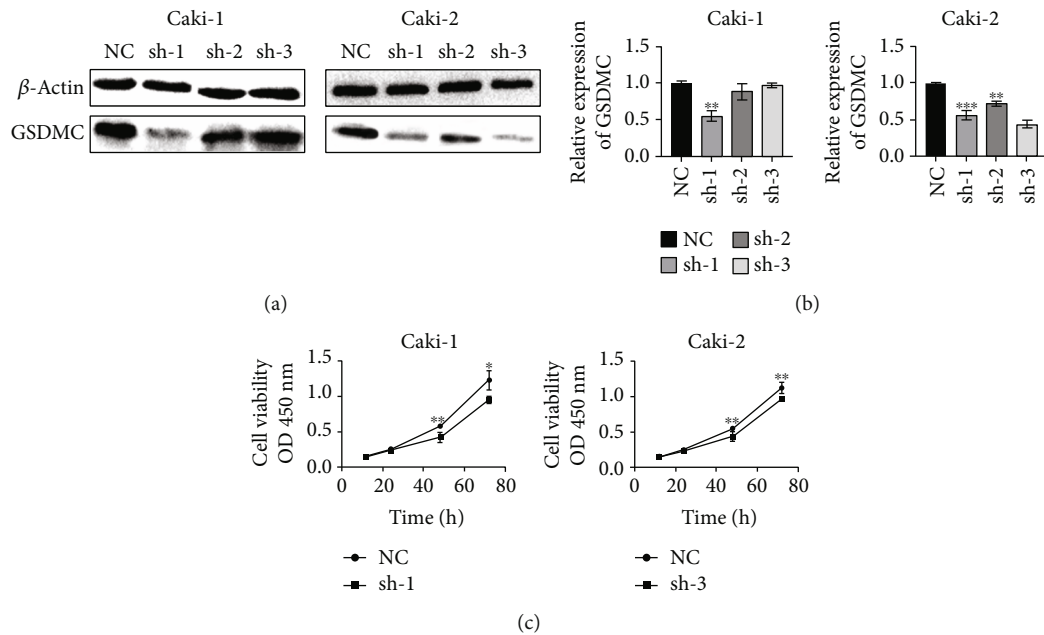 Caki-1
Caki-2
NC sh-1 sh-2 sh-3
NC sh-1 sh-2 sh-3
β-Actin
GSDMC
(a)
Caki-1
Relative expression
of GSDMC
1.5
1.0
0.5
0.0
**
NC
sh-1
sh-2
sh-3
Caki-2
Relative expression
of GSDMC
1.5
1.0
0.5
0.0
***
**
NC
sh-1
sh-2
sh-3
NC
sh-2
sh-1
sh-3
(b)
Caki-1
Cell viability
OD 450 nm
1.5
1.0
0.5
0.0
**
*
0 20 40 60 80
Time (h)
NC
sh-1
Caki-2
Cell viability
OD 450 nm
1.5
1.0
0.5
0.0
**
**
0 20 40 60 80
Time (h)
NC
sh-3
(c)